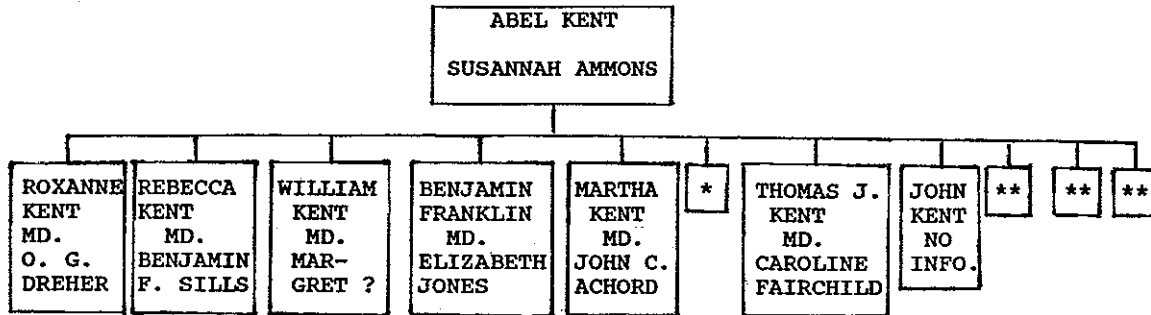 ABEL KENT
SUSANNAH AMMONS
ROXANNE
KENT
MD.
O. G.
DREHER
REBECCA
KENT
MD.
BENJAMIN
F. SILLS
WILLIAM
KENT
MD.
MAR-
GRET ?
BENJAMIN
FRANKLIN
MD.
ELIZABETH
JONES
MARTHA
KENT
MD.
JOHN C.
ACHORD
*
THOMAS J.
KENT
MD.
CAROLINE
FAIRCHILD
JOHN
KENT
NO
INFO.
**
**
**